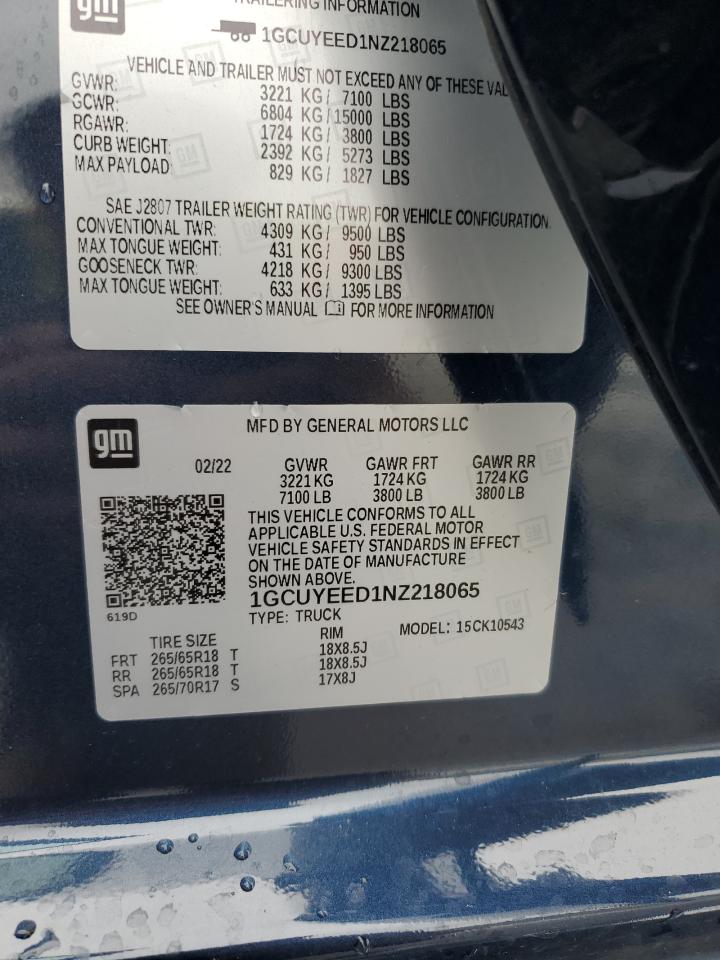 gm
TRAILERING INFORMATION
1GCUYEED1NZ218065
VEHICLE AND TRAILER MUST NOT EXCEED ANY OF THESE VAL
GVWR: 3221 KG / 7100 LBS
GCWR: 6804 KG / 15000 LBS
RGAWR: 1724 KG / 3800 LBS
CURB WEIGHT: 2392 KG / 5273 LBS
MAX PAYLOAD: 829 KG / 1827 LBS
SAE J2807 TRAILER WEIGHT RATING (TWR) FOR VEHICLE CONFIGURATION.
CONVENTIONAL TWR: 4309 KG / 9500 LBS
MAX TONGUE WEIGHT: 431 KG / 950 LBS
GOOSENECK TWR: 4218 KG / 9300 LBS
MAX TONGUE WEIGHT: 633 KG / 1395 LBS
SEE OWNER'S MANUAL FOR MORE INFORMATION
gm
MFD BY GENERAL MOTORS LLC
02/22 GVWR GAWR FRT GAWR RR
3221 KG 1724 KG 1724 KG
7100 LB 3800 LB 3800 LB
THIS VEHICLE CONFORMS TO ALL
APPLICABLE U.S. FEDERAL MOTOR
VEHICLE SAFETY STANDARDS IN EFFECT
ON THE DATE OF MANUFACTURE
SHOWN ABOVE.
1GCUYEED1NZ218065
619D
TYPE: TRUCK MODEL: 15CK10543
TIRE SIZE RIM
FRT 265/65R18 T 18X8.5J
RR 265/65R18 T 18X8.5J
SPA 265/70R17 S 17X8J